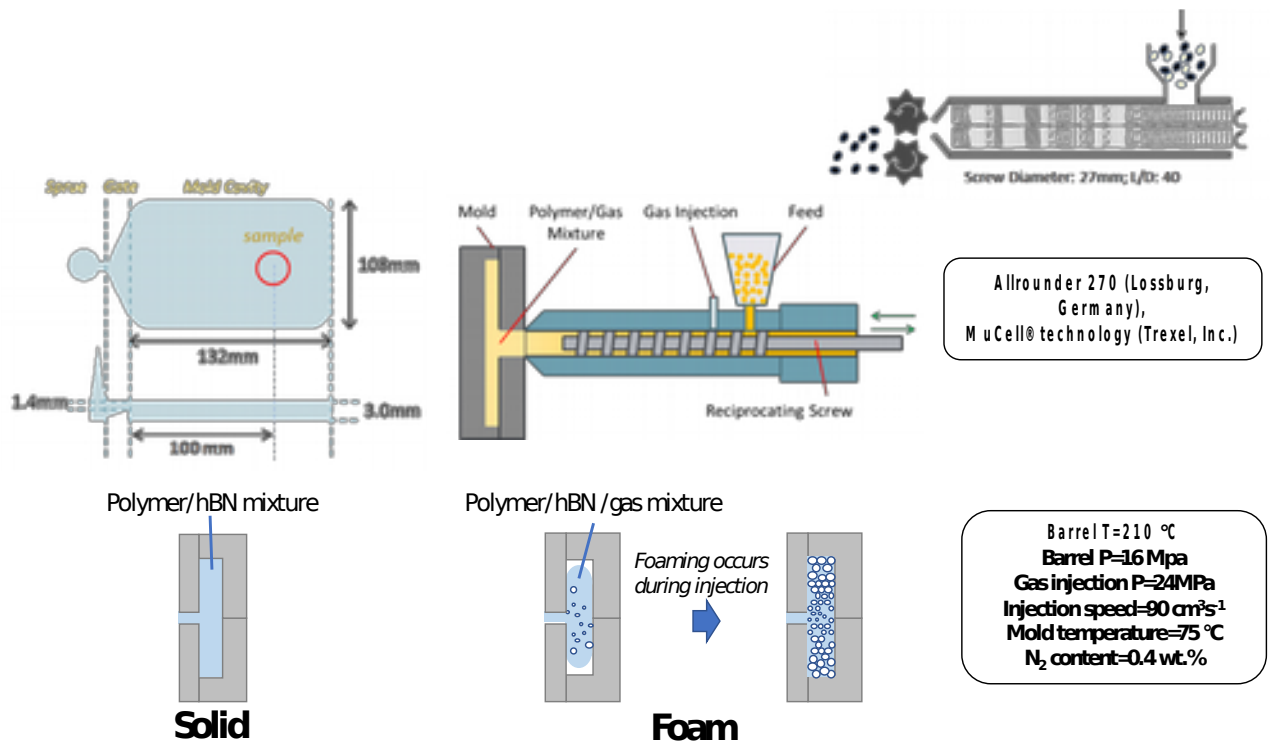 Screw Diameter: 27mm; L/D: 40
Sprue Gate Mold Cavity
sample
108mm
132mm
1.4mm
3.0mm
100mm
Mold
Polymer/Gas
Mixture
Gas Injection
Feed
Reciprocating Screw
Allrounder 270 (Lossburg,
Germany),
MuCell® technology (Trexel, Inc.)
Polymer/hBN mixture
Solid
Polymer/hBN /gas mixture
Foaming occurs
during injection
Foam
Barrel T=210 °C
Barrel P=16 Mpa
Gas injection P=24MPa
Injection speed=90 cm³s⁻¹
Mold temperature=75 °C
N₂ content=0.4 wt.%